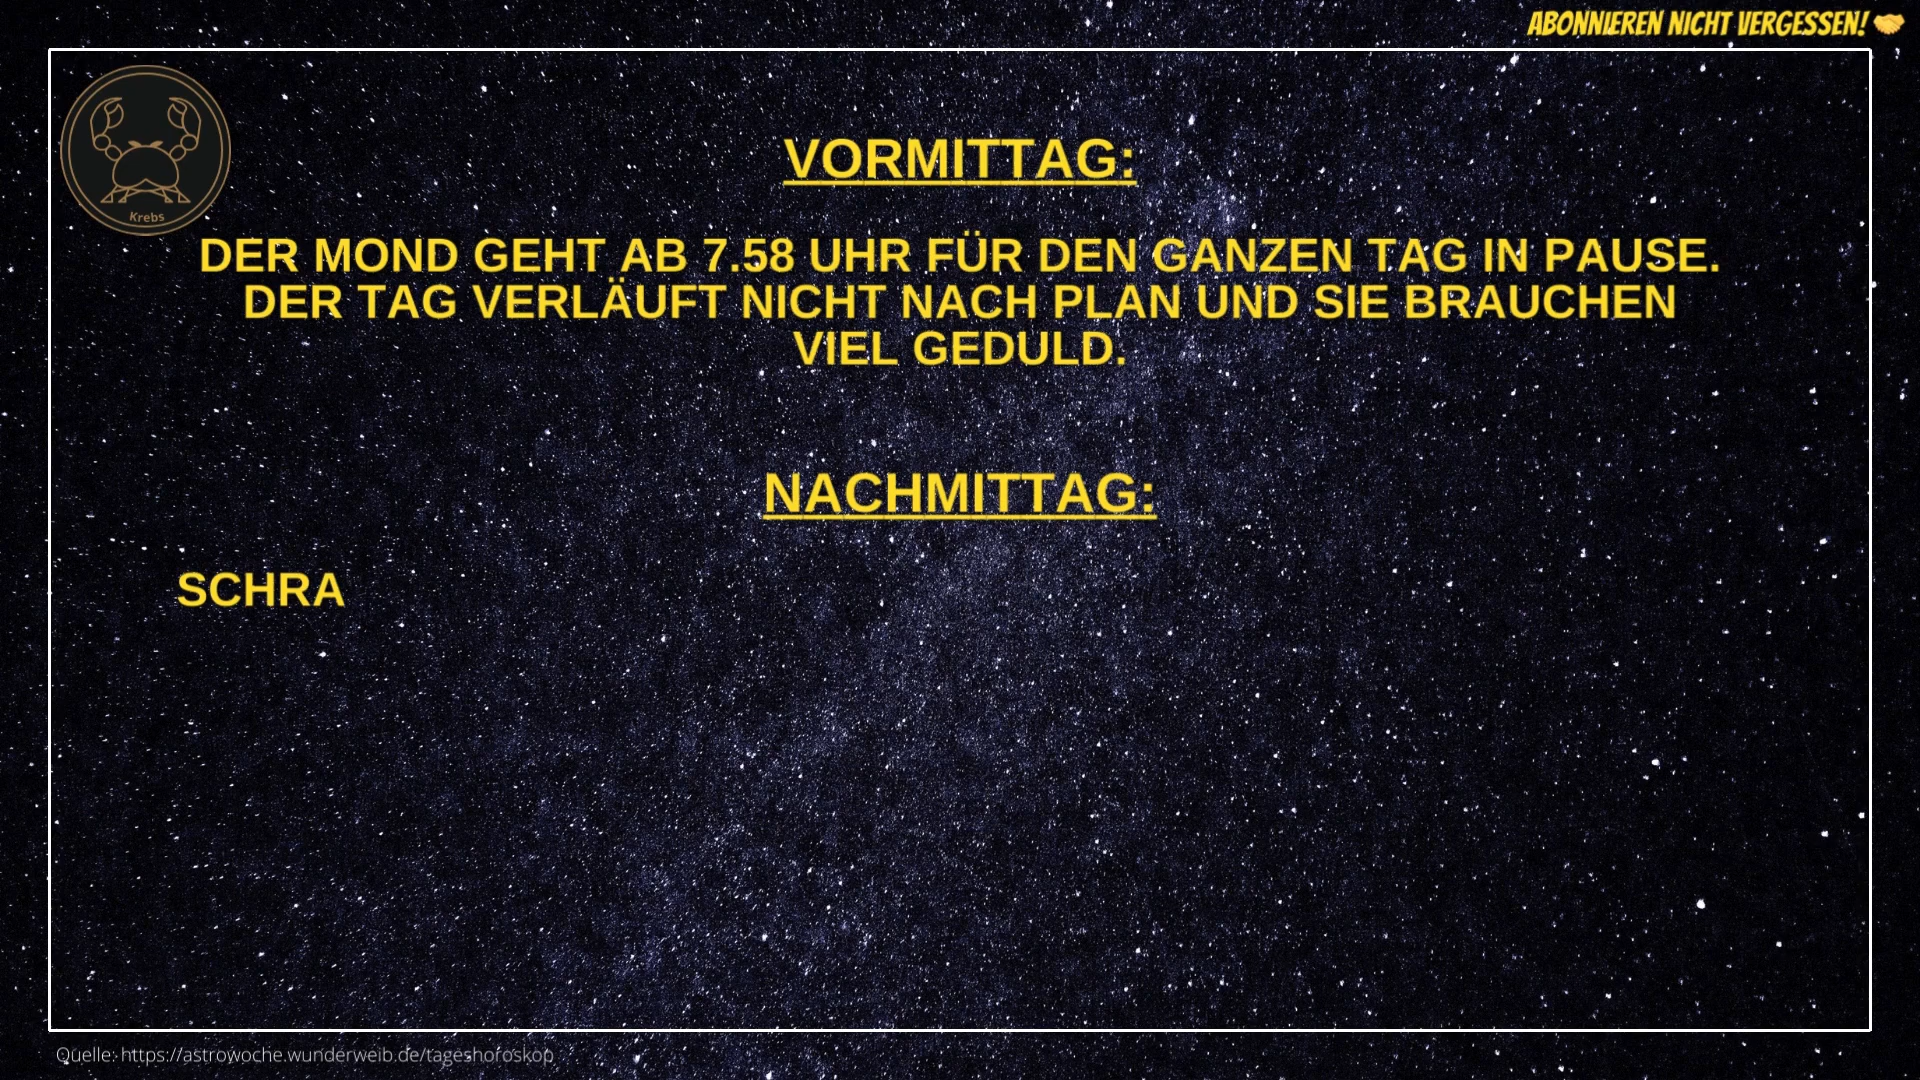 ABONNIEREN NICHT VERGESSEN!
Krebs
VORMITTAG:
DER MOND GEHT AB 7.58 UHR FÜR DEN GANZEN TAG IN PAUSE.
DER TAG VERLÄUFT NICHT NACH PLAN UND SIE BRAUCHEN
VIEL GEDULD.
NACHMITTAG:
SCHRA
Quelle: https://astrowoche.wunderweib.de/tageshoroskop